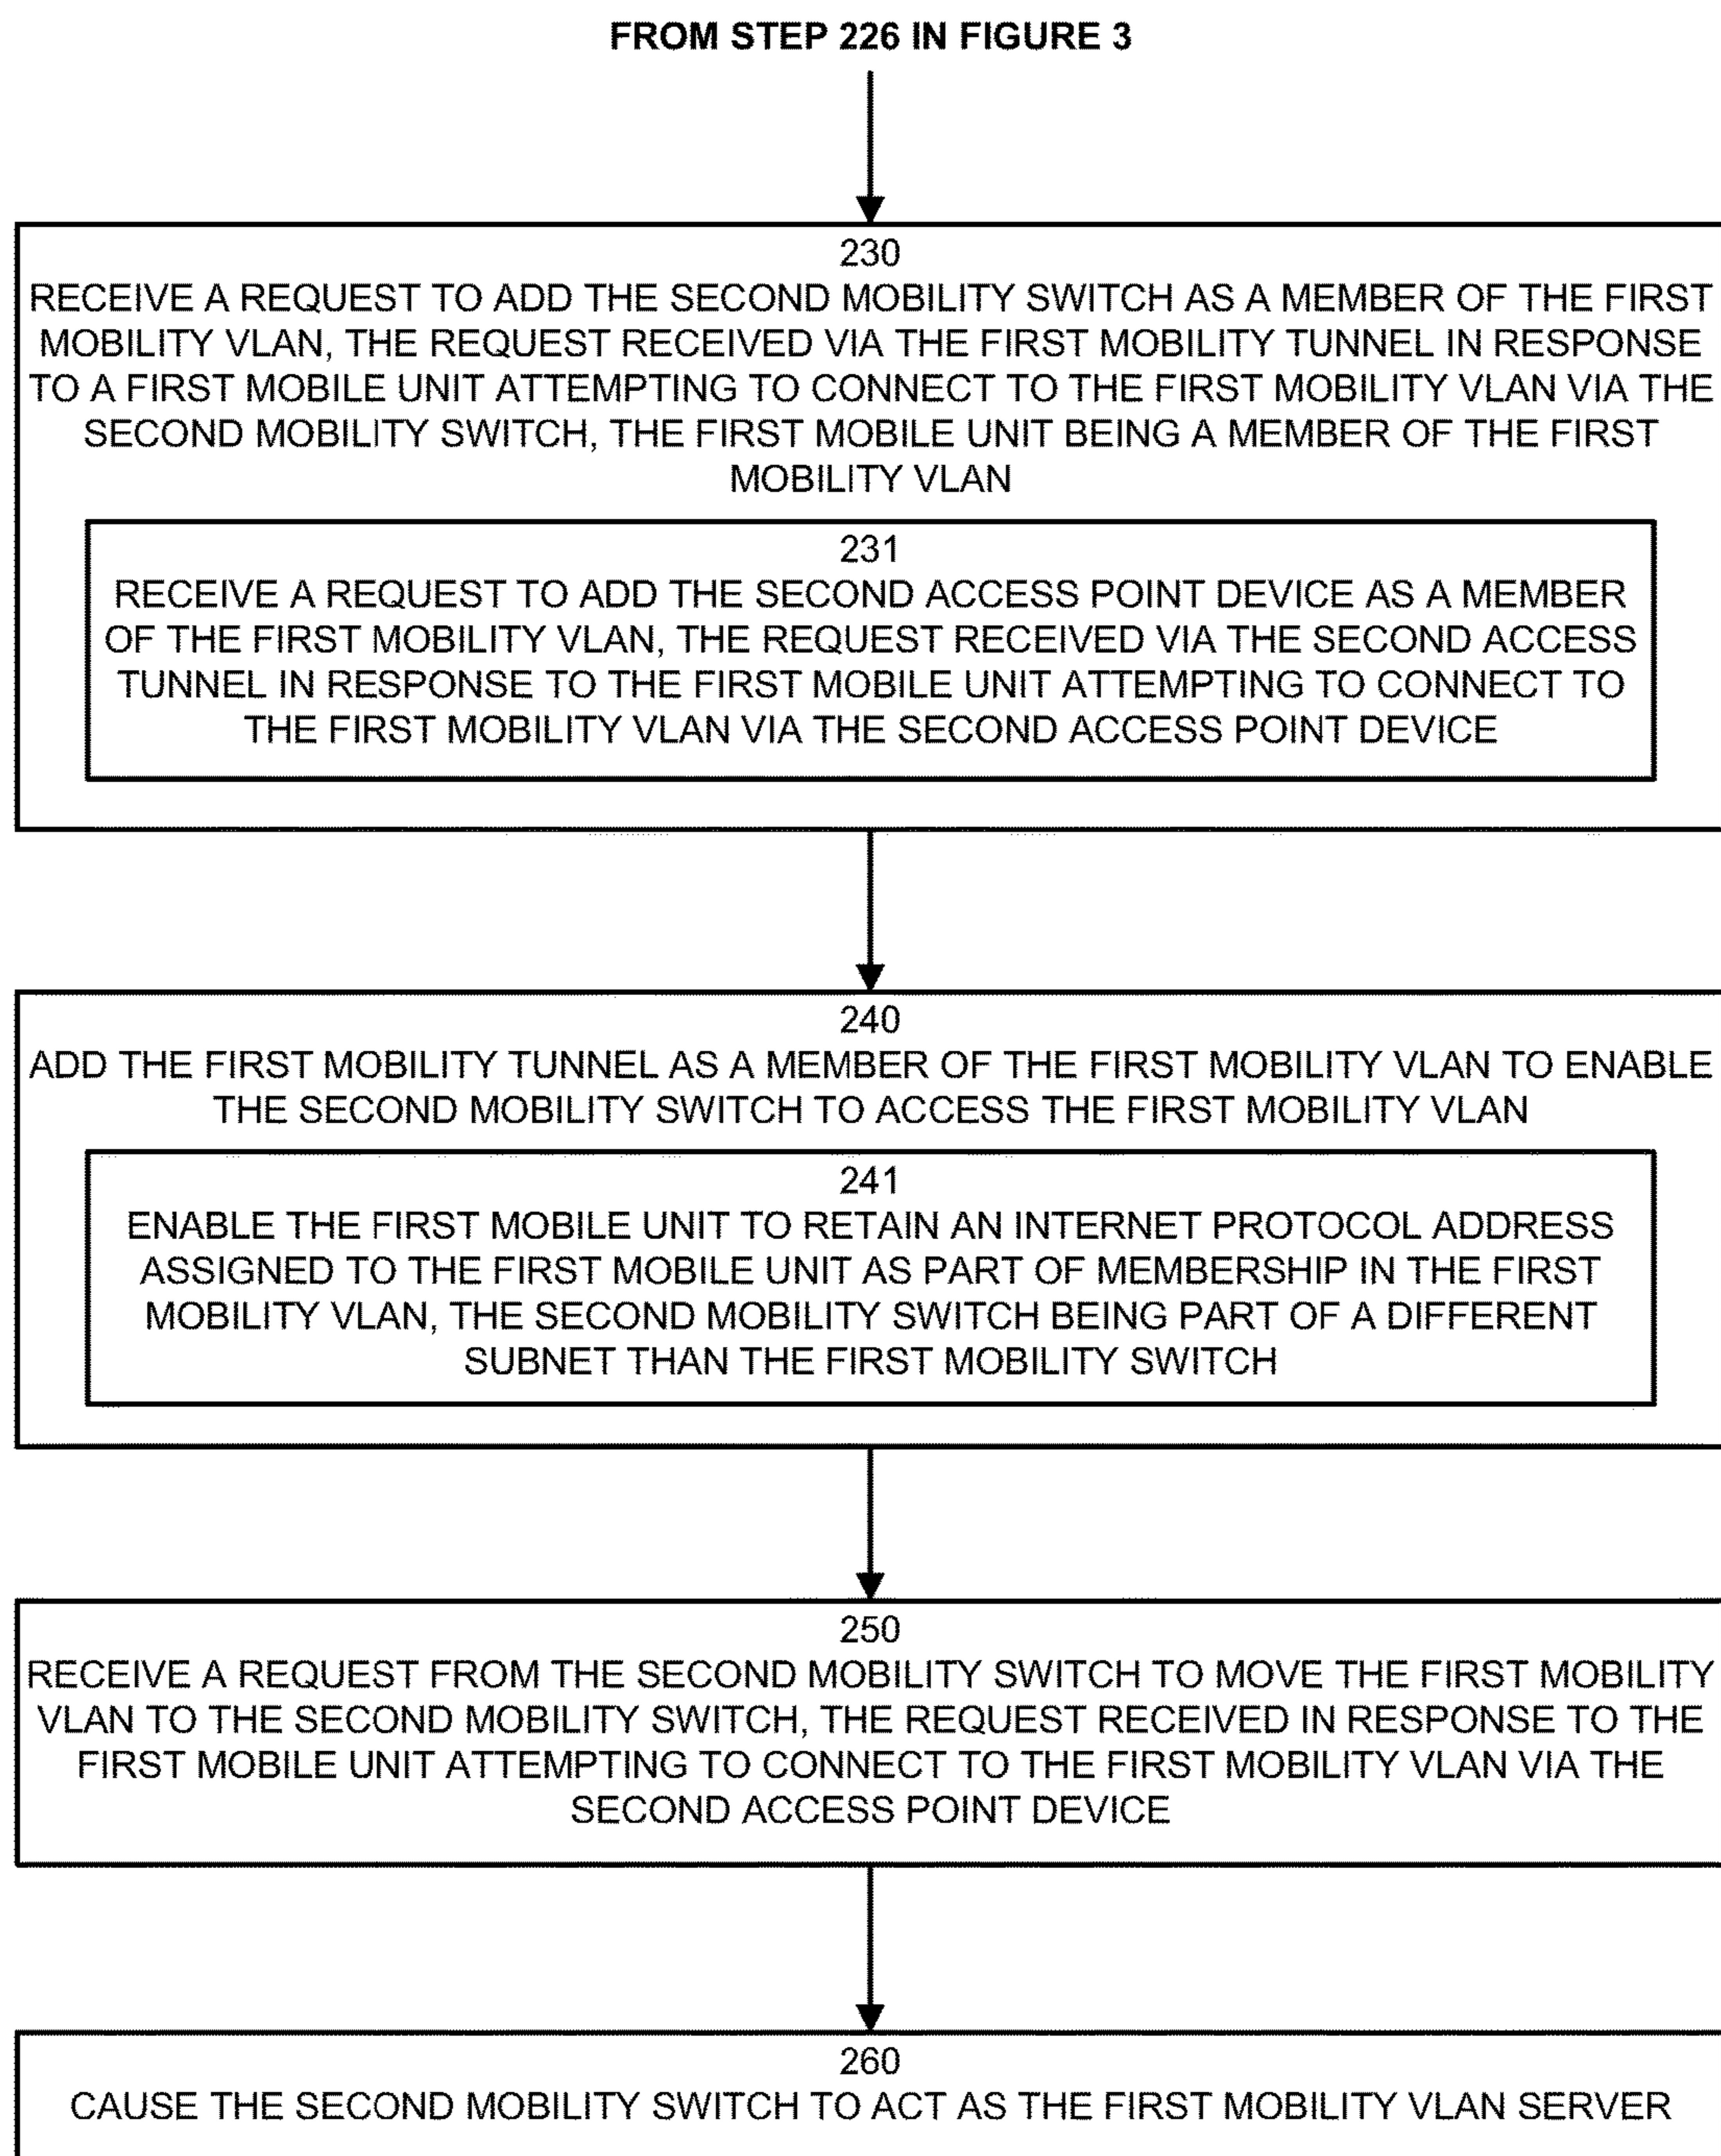 FROM STEP 226 IN FIGURE 3
230
RECEIVE A REQUEST TO ADD THE SECOND MOBILITY SWITCH AS A MEMBER OF THE FIRST
MOBILITY VLAN, THE REQUEST RECEIVED VIA THE FIRST MOBILITY TUNNEL IN RESPONSE
TO A FIRST MOBILE UNIT ATTEMPTING TO CONNECT TO THE FIRST MOBILITY VLAN VIA THE
SECOND MOBILITY SWITCH, THE FIRST MOBILE UNIT BEING A MEMBER OF THE FIRST
MOBILITY VLAN
231
RECEIVE A REQUEST TO ADD THE SECOND ACCESS POINT DEVICE AS A MEMBER
OF THE FIRST MOBILITY VLAN, THE REQUEST RECEIVED VIA THE SECOND ACCESS
TUNNEL IN RESPONSE TO THE FIRST MOBILE UNIT ATTEMPTING TO CONNECT TO
THE FIRST MOBILITY VLAN VIA THE SECOND ACCESS POINT DEVICE
240
ADD THE FIRST MOBILITY TUNNEL AS A MEMBER OF THE FIRST MOBILITY VLAN TO ENABLE
THE SECOND MOBILITY SWITCH TO ACCESS THE FIRST MOBILITY VLAN
241
ENABLE THE FIRST MOBILE UNIT TO RETAIN AN INTERNET PROTOCOL ADDRESS
ASSIGNED TO THE FIRST MOBILE UNIT AS PART OF MEMBERSHIP IN THE FIRST
MOBILITY VLAN, THE SECOND MOBILITY SWITCH BEING PART OF A DIFFERENT
SUBNET THAN THE FIRST MOBILITY SWITCH
250
RECEIVE A REQUEST FROM THE SECOND MOBILITY SWITCH TO MOVE THE FIRST MOBILITY
VLAN TO THE SECOND MOBILITY SWITCH, THE REQUEST RECEIVED IN RESPONSE TO THE
FIRST MOBILE UNIT ATTEMPTING TO CONNECT TO THE FIRST MOBILITY VLAN VIA THE
SECOND ACCESS POINT DEVICE
260
CAUSE THE SECOND MOBILITY SWITCH TO ACT AS THE FIRST MOBILITY VLAN SERVER